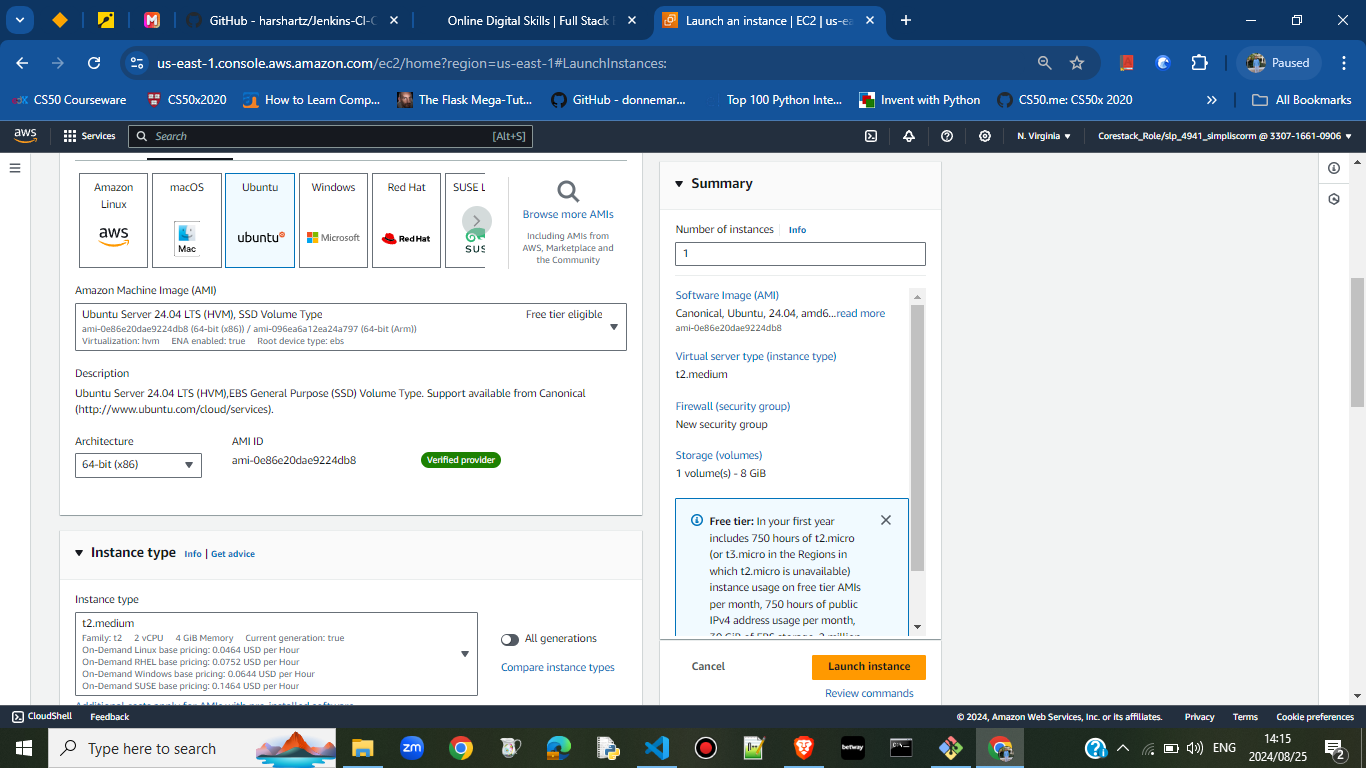 GitHub - harshartz/Jenkins-CI-C
Online Digital Skills | Full Stack
Launch an instance | EC2 | us-ea
us-east-1.console.aws.amazon.com/ec2/home?region=us-east-1#LaunchInstances:
Paused
CS50 Courseware
CS50x2020
How to Learn Comp...
The Flask Mega-Tut...
GitHub - donnemar...
Top 100 Python Inte...
Invent with Python
CS50.me: CS50x 2020
All Bookmarks
aws
Services
Search
[Alt+S]
N. Virginia
Corestack_Role/slp_4941_simpliscorm @ 3307-1661-0906
Amazon Linux
aws
macOS
Mac
Ubuntu
ubuntu
Windows
Microsoft
Red Hat
Red Hat
SUSE L
SUS
Browse more AMIs
Including AMIs from
AWS, Marketplace and
the Community
Amazon Machine Image (AMI)
Ubuntu Server 24.04 LTS (HVM), SSD Volume Type
Free tier eligible
ami-0e86e20dae9224db8 (64-bit (x86)) / ami-096ea6a12ea24a797 (64-bit (Arm))
Virtualization: hvm ENA enabled: true Root device type: ebs
Description
Ubuntu Server 24.04 LTS (HVM),EBS General Purpose (SSD) Volume Type. Support available from Canonical
(http://www.ubuntu.com/cloud/services).
Architecture
AMI ID
64-bit (x86)
ami-0e86e20dae9224db8
Verified provider
Instance type
Info | Get advice
Instance type
t2.medium
Family: t2 2 vCPU 4 GiB Memory Current generation: true
On-Demand Linux base pricing: 0.0464 USD per Hour
On-Demand RHEL base pricing: 0.0752 USD per Hour
On-Demand Windows base pricing: 0.0644 USD per Hour
On-Demand SUSE base pricing: 0.1464 USD per Hour
All generations
Compare instance types
Additional costs apply for AMIs with pre-installed software
Summary
Number of instances
Info
1
Software Image (AMI)
Canonical, Ubuntu, 24.04, amd6...read more
ami-0e86e20dae9224db8
Virtual server type (instance type)
t2.medium
Firewall (security group)
New security group
Storage (volumes)
1 volume(s) - 8 GiB
Free tier: In your first year
includes 750 hours of t2.micro
(or t3.micro in the Regions in
which t2.micro is unavailable)
instance usage on free tier AMIs
per month, 750 hours of public
IPv4 address usage per month,
30 GiB of EBS storage, 2 million
Cancel
Launch instance
Review commands
CloudShell
Feedback
© 2024, Amazon Web Services, Inc. or its affiliates.
Privacy
Terms
Cookie preferences
Type here to search
zm
betway
ENG
14:15
2024/08/25
2